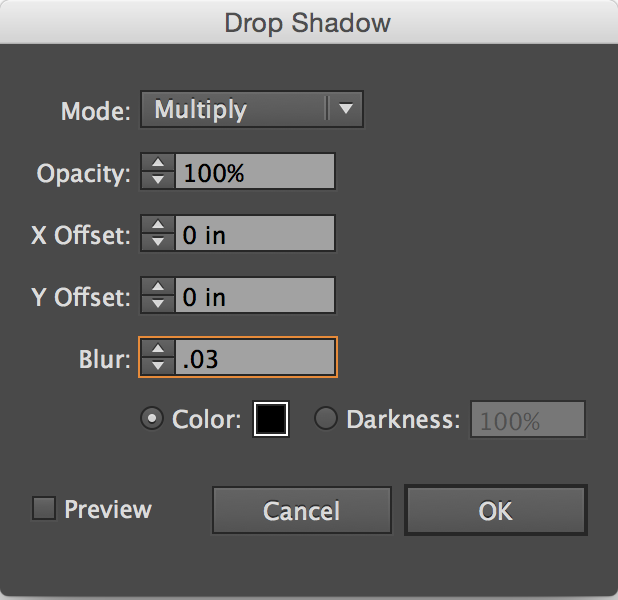 Drop Shadow
Mode: Multiply
Opacity: 100%
X Offset: 0 in
Y Offset: 0 in
Blur: .03
Color: Darkness: 100%
Preview Cancel OK